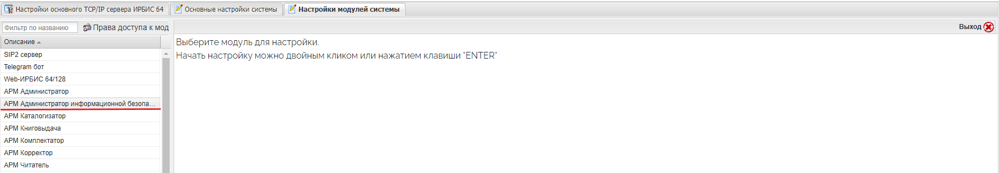 Настройки основного TCP/IP сервера ИРБИС 64
Основные настройки системы
Настройки модулей системы
Фильтр по названию
Права доступа к мод
Выход
Описание
Выберите модуль для настройки.
Начать настройку можно двойным кликом или нажатием клавиши "ENTER"
SIP2 сервер
Telegram бот
Web-ИРБИС 64/128
АРМ Администратор
АРМ Администратор информационной безопа...
АРМ Каталогизатор
АРМ Книговыдача
АРМ Комплектатор
АРМ Корректор
АРМ Читатель